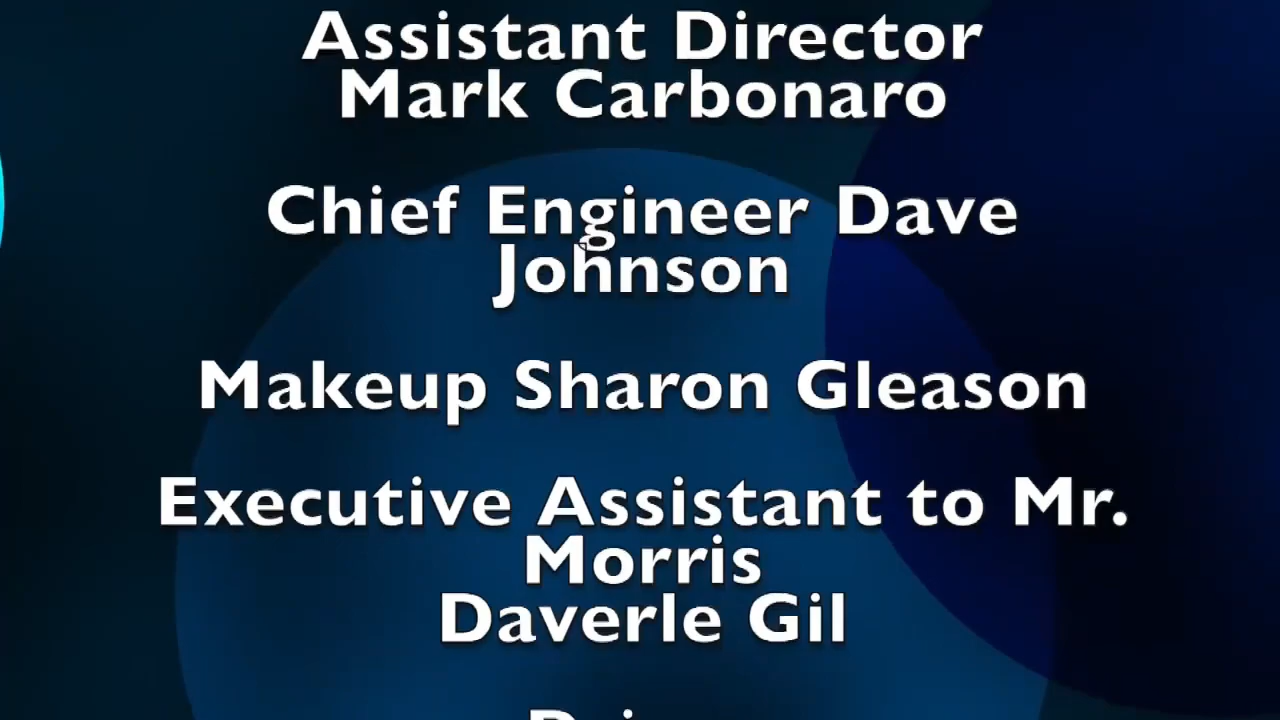 Assistant Director
Mark Carbonaro
Chief Engineer Dave
Johnson
Makeup Sharon Gleason
Executive Assistant to Mr.
Morris
Daverle Gil